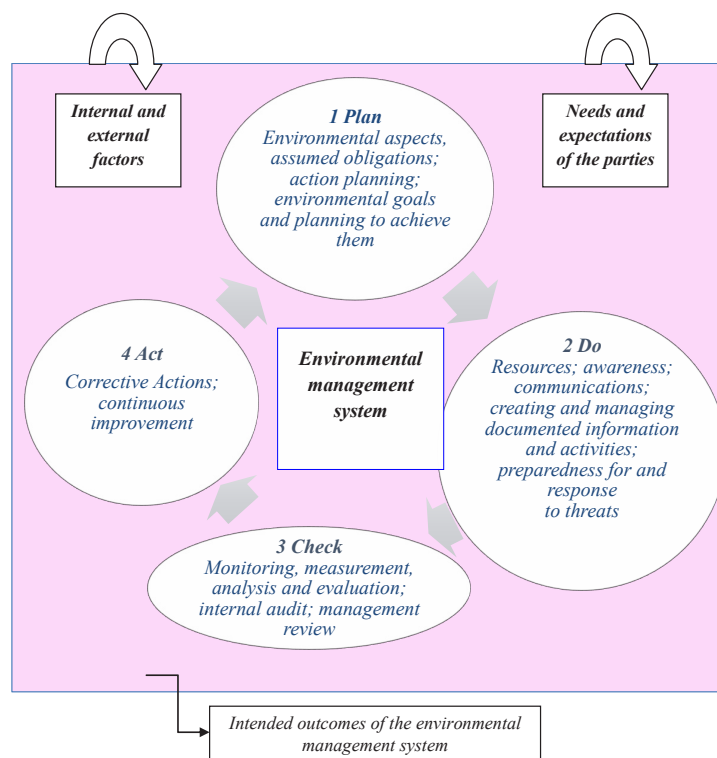 Internal and
external
factors
1 Plan
Environmental aspects,
assumed obligations;
action planning;
environmental goals
and planning to achieve
them
Needs and
expectations
of the parties
4 Act
Corrective Actions;
continuous
improvement
Environmental
management
system
2 Do
Resources; awareness;
communications;
creating and managing
documented information
and activities;
preparedness for and
response
to threats
3 Check
Monitoring, measurement,
analysis and evaluation;
internal audit; management
review
Intended outcomes of the environmental
management system